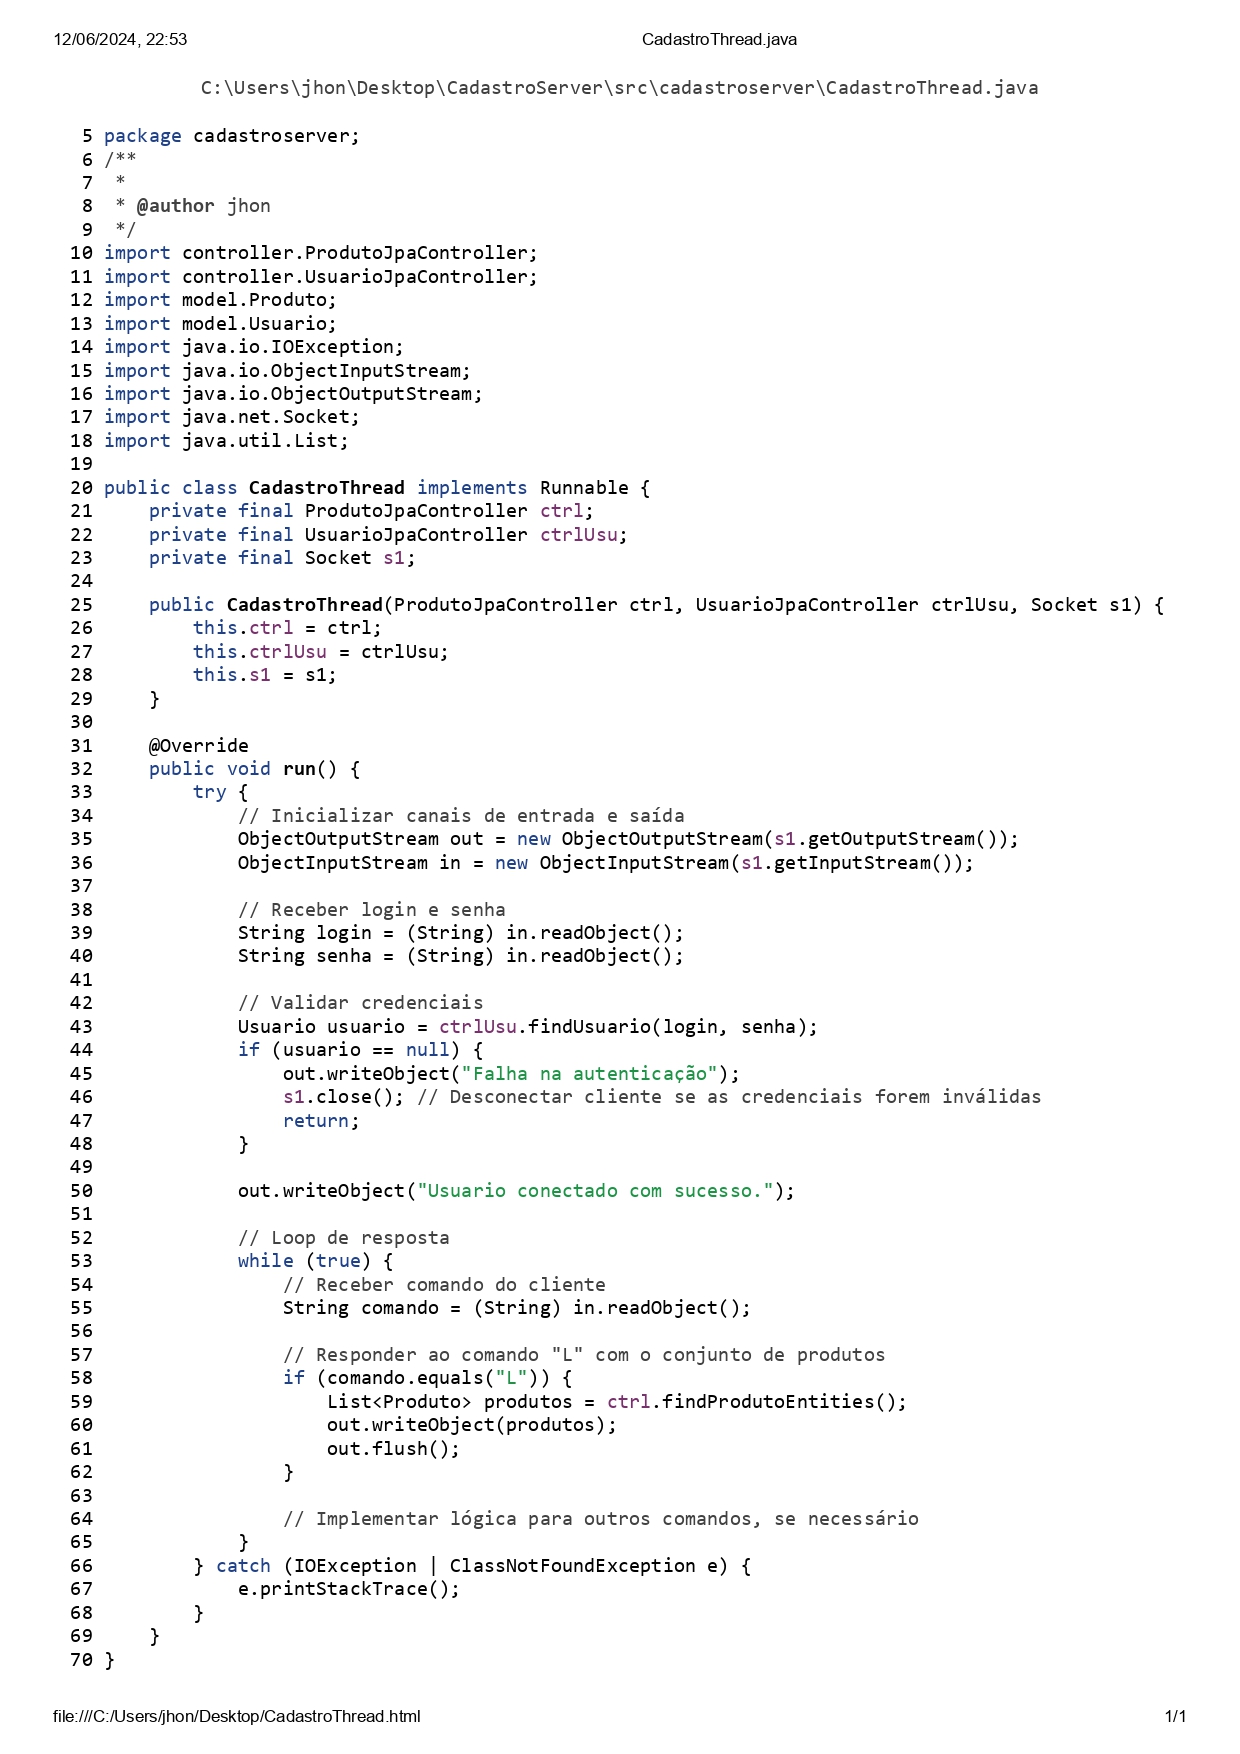 12/06/2024, 22:53 CadastroThread.java
C:\Users\jhon\Desktop\CadastroServer\src\cadastroserver\CadastroThread.java
5 package cadastroserver;
6 /**
7  *
8  * @author jhon
9  */
10 import controller.ProdutoJpaController;
11 import controller.UsuarioJpaController;
12 import model.Produto;
13 import model.Usuario;
14 import java.io.IOException;
15 import java.io.ObjectInputStream;
16 import java.io.ObjectOutputStream;
17 import java.net.Socket;
18 import java.util.List;
19
20 public class CadastroThread implements Runnable {
21     private final ProdutoJpaController ctrl;
22     private final UsuarioJpaController ctrlUsu;
23     private final Socket s1;
24
25     public CadastroThread(ProdutoJpaController ctrl, UsuarioJpaController ctrlUsu, Socket s1) {
26         this.ctrl = ctrl;
27         this.ctrlUsu = ctrlUsu;
28         this.s1 = s1;
29     }
30
31     @Override
32     public void run() {
33         try {
34             // Inicializar canais de entrada e saída
35             ObjectOutputStream out = new ObjectOutputStream(s1.getOutputStream());
36             ObjectInputStream in = new ObjectInputStream(s1.getInputStream());
37
38             // Receber login e senha
39             String login = (String) in.readObject();
40             String senha = (String) in.readObject();
41
42             // Validar credenciais
43             Usuario usuario = ctrlUsu.findUsuario(login, senha);
44             if (usuario == null) {
45                 out.writeObject("Falha na autenticação");
46                 s1.close(); // Desconectar cliente se as credenciais forem inválidas
47                 return;
48             }
49
50             out.writeObject("Usuario conectado com sucesso.");
51
52             // Loop de resposta
53             while (true) {
54                 // Receber comando do cliente
55                 String comando = (String) in.readObject();
56
57                 // Responder ao comando "L" com o conjunto de produtos
58                 if (comando.equals("L")) {
59                     List<Produto> produtos = ctrl.findProdutoEntities();
60                     out.writeObject(produtos);
61                     out.flush();
62                 }
63
64                 // Implementar lógica para outros comandos, se necessário
65             }
66         } catch (IOException | ClassNotFoundException e) {
67             e.printStackTrace();
68         }
69     }
70 }
file:///C:/Users/jhon/Desktop/CadastroThread.html 1/1